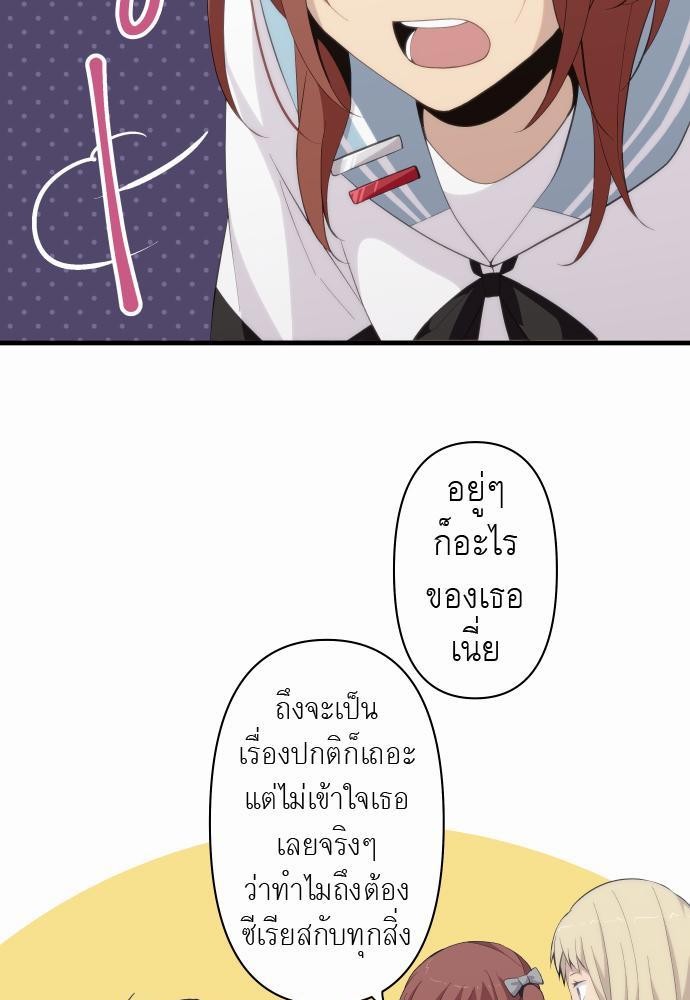 อยู่ๆ
ก็อะไร
ของเธอ
เนี่ย
ถึงจะเป็น
เรื่องปกติก็เถอะ
แต่ไม่เข้าใจเธอ
เลยจริงๆ
ว่าทำไมถึงต้อง
ซีเรียสกับทุกสิ่ง